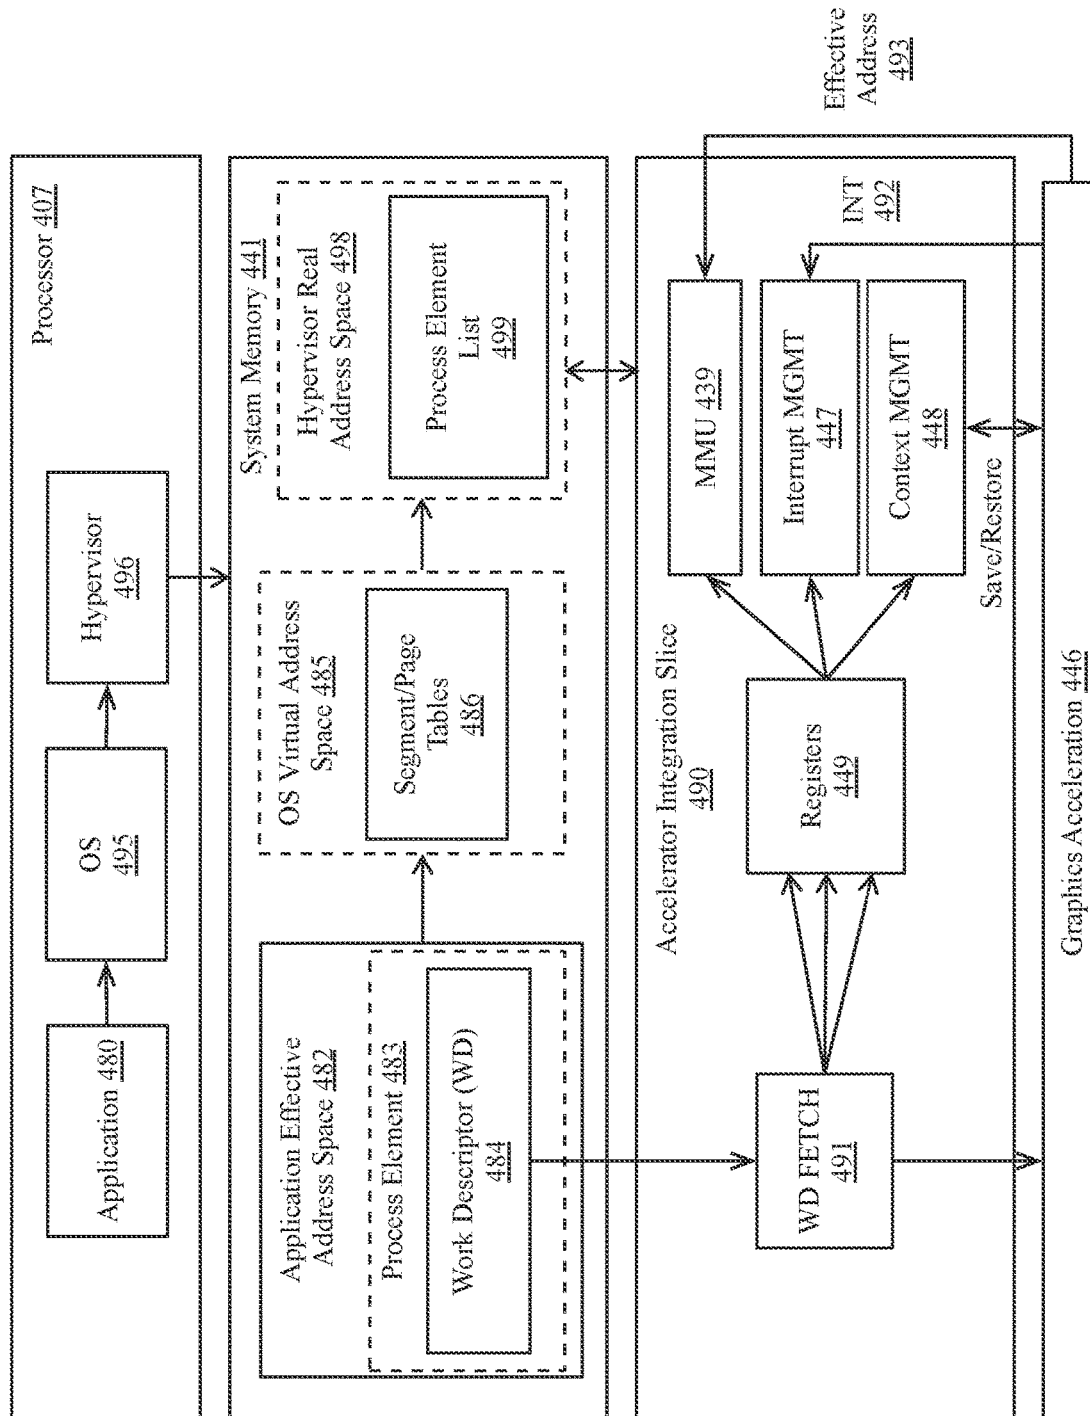 Processor 407
Application 480
OS
495
Hypervisor
496
System Memory 441
Application Effective
Address Space 482
Process Element 483
Work Descriptor (WD)
484
OS Virtual Address
Space 485
Segment/Page
Tables
486
Hypervisor Real
Address Space 498
Process Element
List
499
Accelerator Integration Slice
490
WD FETCH
491
Registers
449
MMU 439
Interrupt MGMT
447
Context MGMT
448
INT
492
Effective
Address
493
Save/Restore
Graphics Acceleration 446